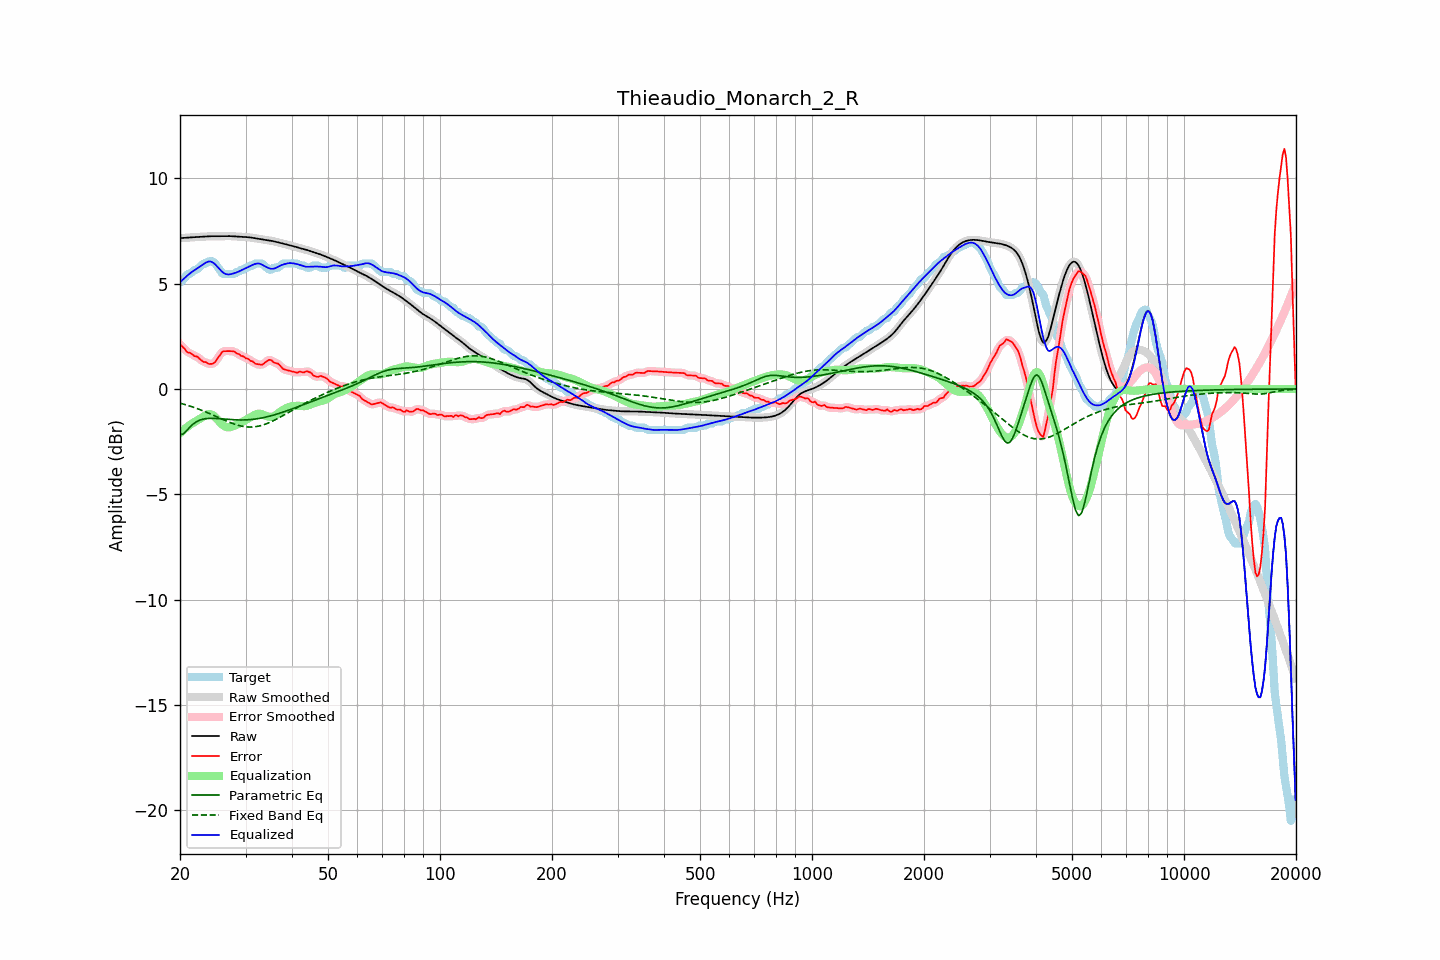 Thieaudio_Monarch_2_R
10
5
0
−5
−10
−15
−20
Amplitude (dBr)
Target
Raw Smoothed
Error Smoothed
Raw
Error
Equalization
Parametric Eq
Fixed Band Eq
Equalized
20 50 100 200 500 1000 2000 5000 10000 20000
Frequency (Hz)